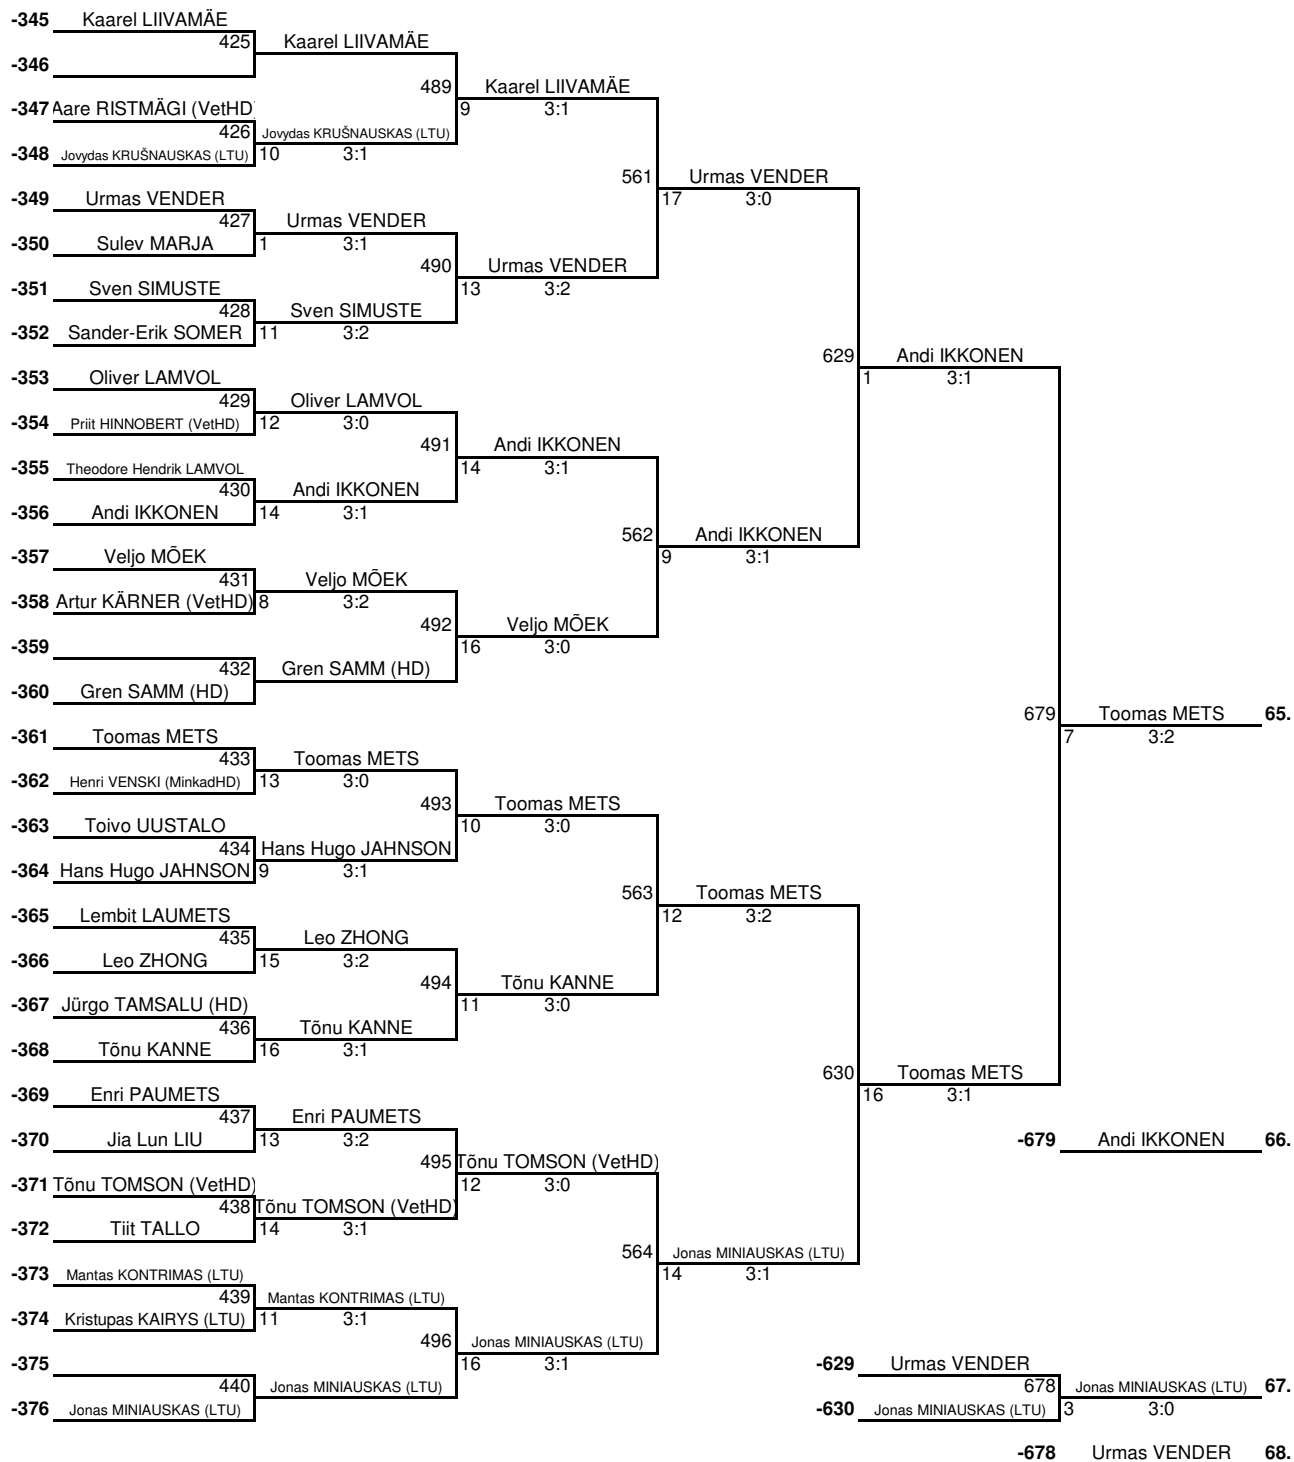 -345 Kaarel LIIVAMÄE
425 Kaarel LIIVAMÄE
-346
489 Kaarel LIIVAMÄE
-347 Aare RISTMÄGI (VetHD)
9 3:1
426 Jovydas KRUŠNAUSKAS (LTU)
-348 Jovydas KRUŠNAUSKAS (LTU) 10 3:1
561 Urmas VENDER
-349 Urmas VENDER
17 3:0
427 Urmas VENDER
-350 Sulev MARJA 1 3:1
490 Urmas VENDER
-351 Sven SIMUSTE
13 3:2
428 Sven SIMUSTE
-352 Sander-Erik SOMER 11 3:2
629 Andi IKKONEN
-353 Oliver LAMVOL
1 3:1
429 Oliver LAMVOL
-354 Priit HINNOBERT (VetHD) 12 3:0
491 Andi IKKONEN
-355 Theodore Hendrik LAMVOL
14 3:1
430 Andi IKKONEN
-356 Andi IKKONEN 14 3:1
562 Andi IKKONEN
-357 Veljo MÕEK
9 3:1
431 Veljo MÕEK
-358 Artur KÄRNER (VetHD) 8 3:2
492 Veljo MÕEK
-359
16 3:0
432 Gren SAMM (HD)
-360 Gren SAMM (HD)
679 Toomas METS 65.
-361 Toomas METS
7 3:2
433 Toomas METS
-362 Henri VENSKI (MinkadHD) 13 3:0
493 Toomas METS
-363 Toivo UUSTALO
10 3:0
434 Hans Hugo JAHNSON
-364 Hans Hugo JAHNSON 9 3:1
563 Toomas METS
-365 Lembit LAUMETS
12 3:2
435 Leo ZHONG
-366 Leo ZHONG 15 3:2
494 Tõnu KANNE
-367 Jürgo TAMSALU (HD)
11 3:0
436 Tõnu KANNE
-368 Tõnu KANNE 16 3:1
630 Toomas METS
-369 Enri PAUMETS
16 3:1
437 Enri PAUMETS
-370 Jia Lun LIU 13 3:2
-679 Andi IKKONEN 66.
495 Tõnu TOMSON (VetHD)
-371 Tõnu TOMSON (VetHD)
12 3:0
438 Tõnu TOMSON (VetHD)
-372 Tiit TALLO 14 3:1
564 Jonas MINIAUSKAS (LTU)
-373 Mantas KONTRIMAS (LTU)
14 3:1
439 Mantas KONTRIMAS (LTU)
-374 Kristupas KAIRYS (LTU) 11 3:1
496 Jonas MINIAUSKAS (LTU)
-375
16 3:1
-629 Urmas VENDER
440 Jonas MINIAUSKAS (LTU)
678 Jonas MINIAUSKAS (LTU) 67.
-376 Jonas MINIAUSKAS (LTU)
-630 Jonas MINIAUSKAS (LTU) 3 3:0
-678 Urmas VENDER 68.